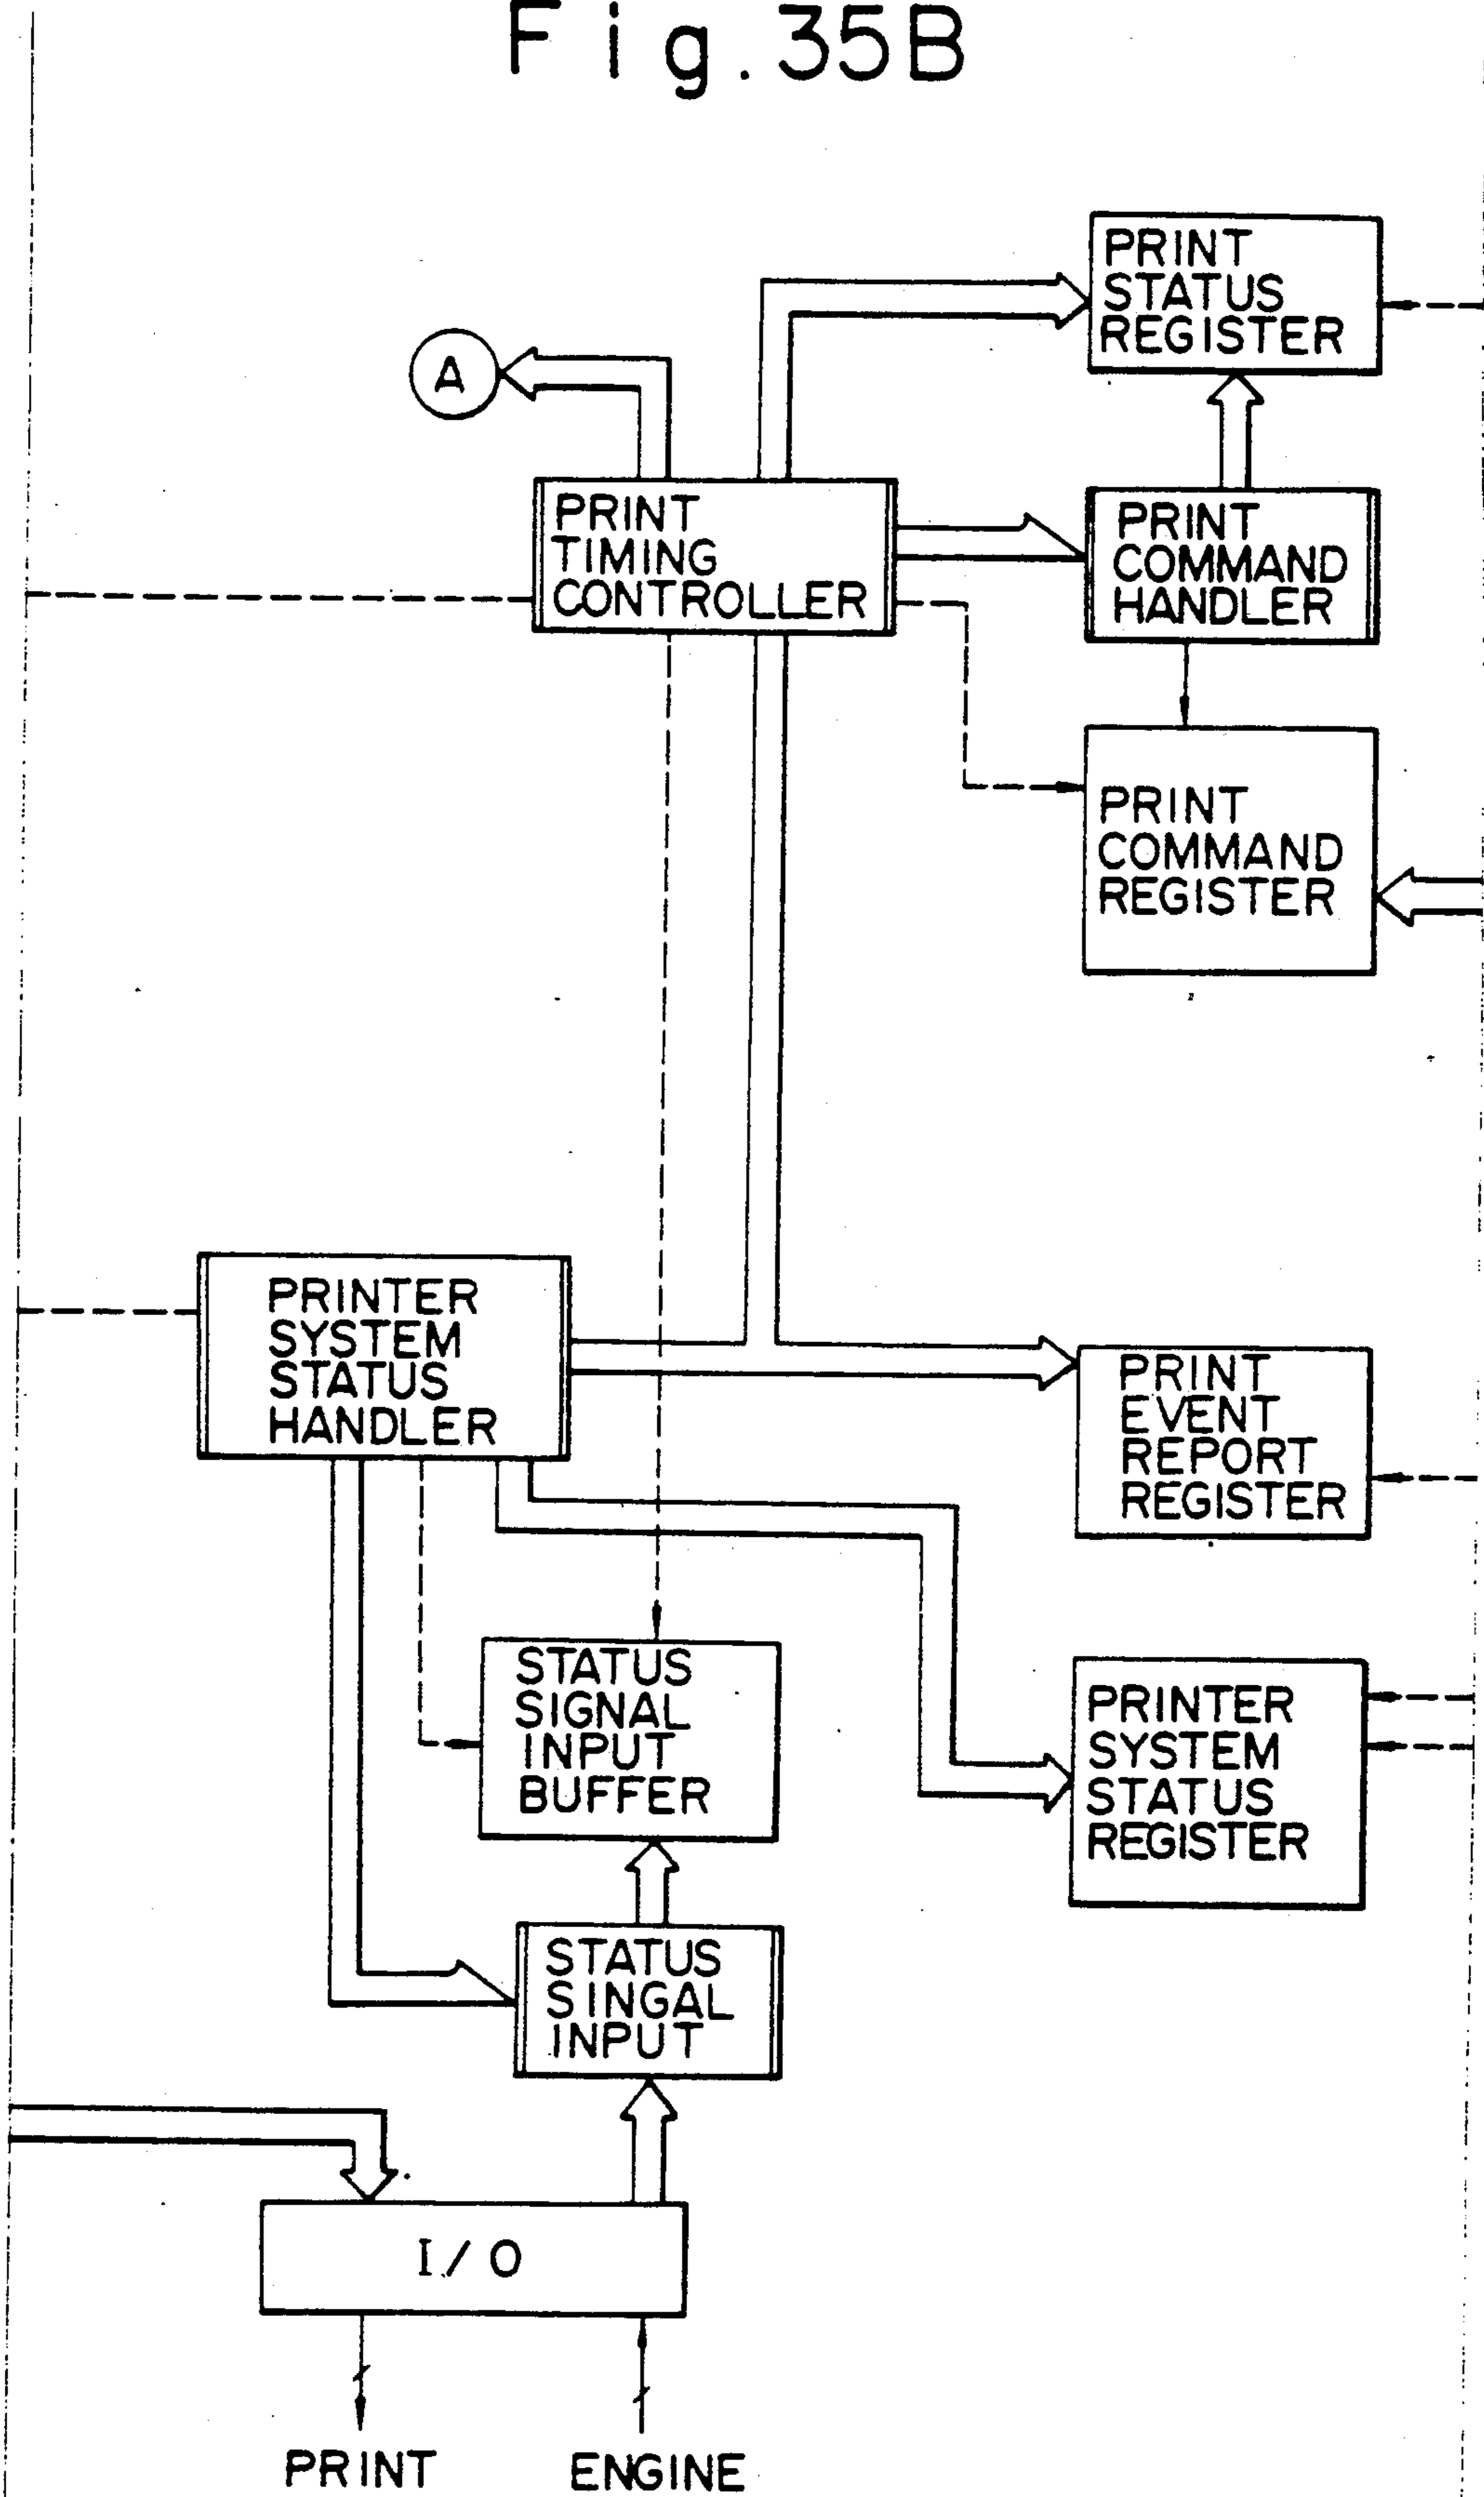 Fig.35B
PRINT
STATUS
REGISTER
A
PRINT
TIMING
CONTROLLER
PRINT
COMMAND
HANDLER
PRINT
COMMAND
REGISTER
PRINTER
SYSTEM
STATUS
HANDLER
PRINT
EVENT
REPORT
REGISTER
STATUS
SIGNAL
INPUT
BUFFER
PRINTER
SYSTEM
STATUS
REGISTER
STATUS
SINGAL
INPUT
I/O
PRINT ENGINE